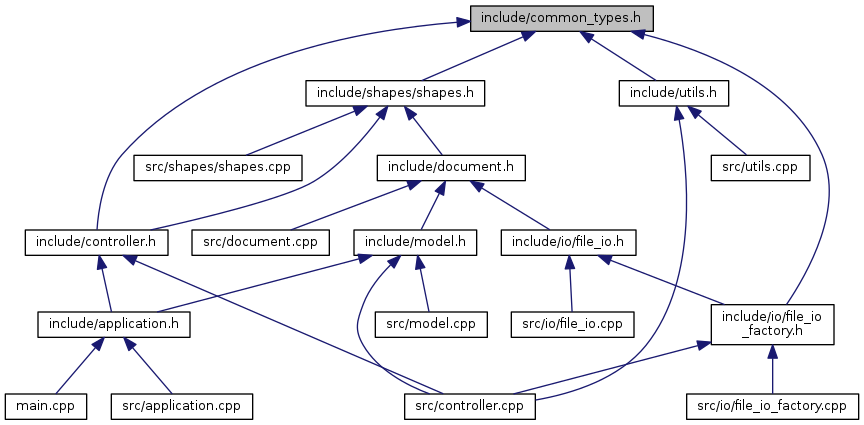 include/common_types.h
include/shapes/shapes.h
include/utils.h
src/shapes/shapes.cpp
include/document.h
src/utils.cpp
include/controller.h
src/document.cpp
include/model.h
include/io/file_io.h
include/application.h
src/model.cpp
src/io/file_io.cpp
include/io/file_io
_factory.h
main.cpp
src/application.cpp
src/controller.cpp
src/io/file_io_factory.cpp